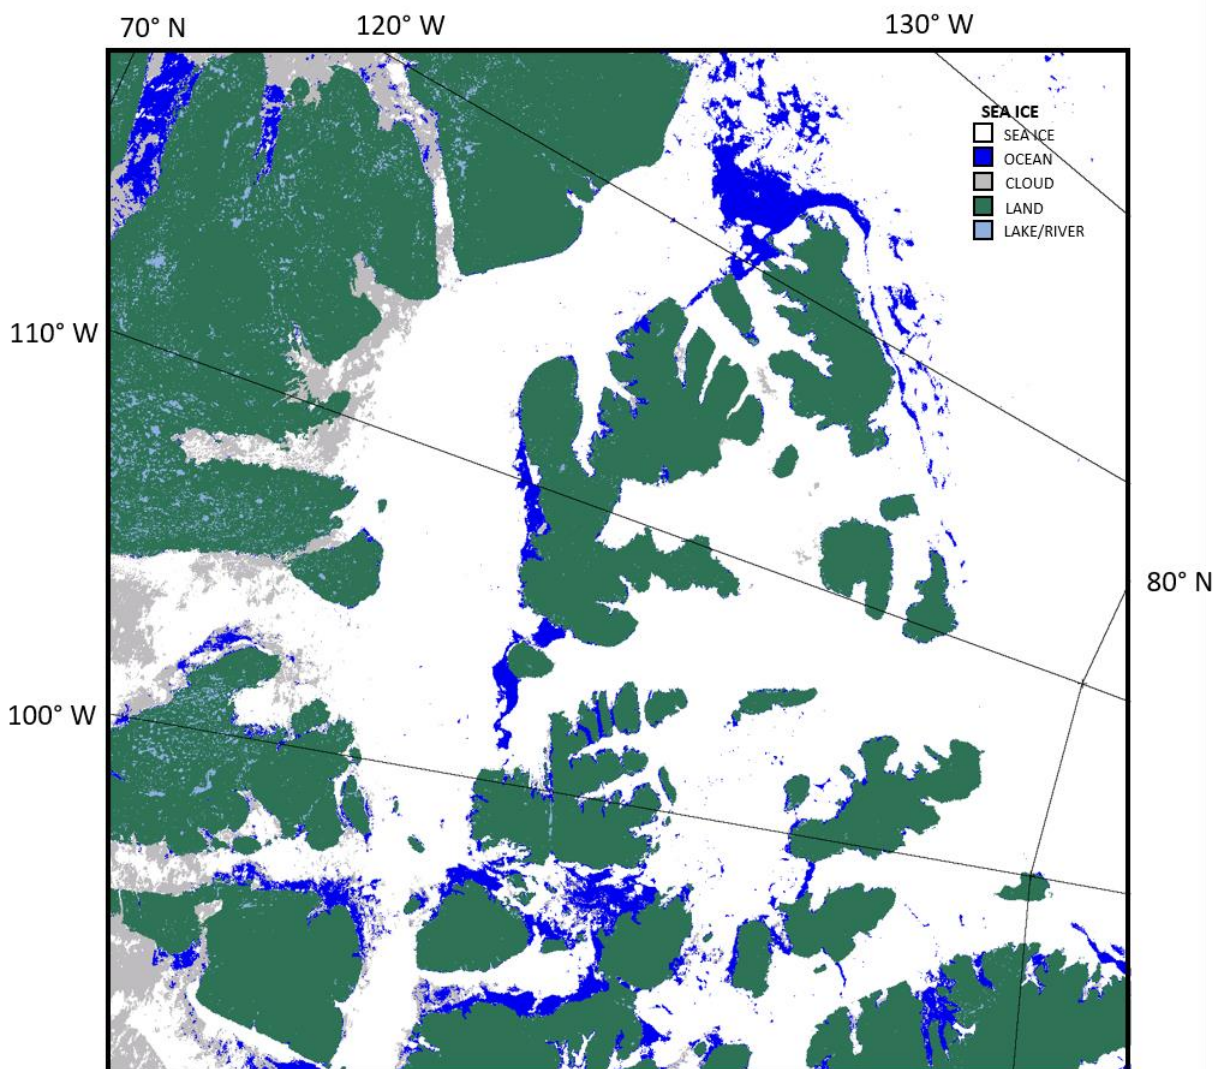 70° N
120° W
130° W
SEA ICE
SEA ICE
OCEAN
CLOUD
LAND
LAKE/RIVER
110° W
80° N
100° W